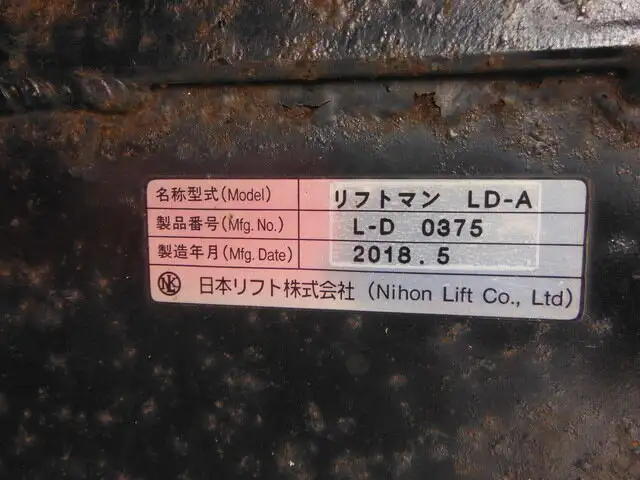 名称型式(Model) リフトマン LD-A
製品番号(Mfg. No.) L-D 0375
製造年月(Mfg. Date) 2018.5
NL 日本リフト株式会社 (Nihon Lift Co., Ltd)